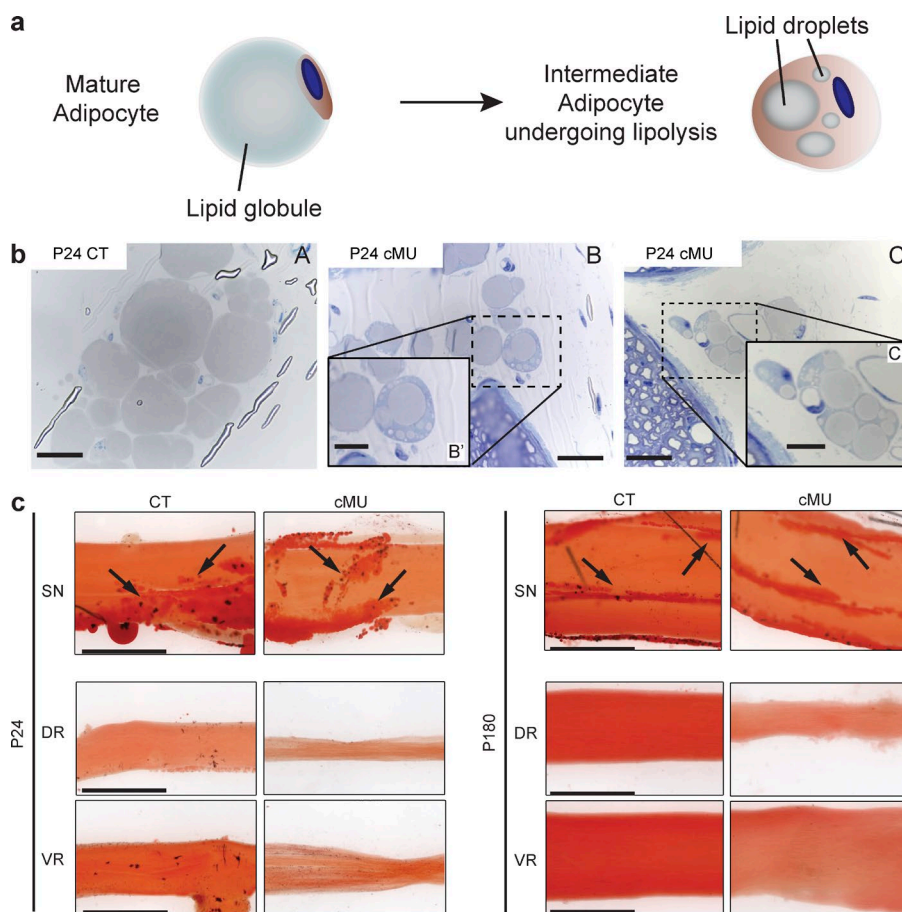 a
Mature
Adipocyte
Lipid globule
Intermediate
Adipocyte
undergoing lipolysis
Lipid droplets
b
P24 CT
A
P24 cMU
B
B'
P24 cMU
C
C
c
CT
cMU
CT
cMU
P24
SN
DR
VR
P180
SN
DR
VR